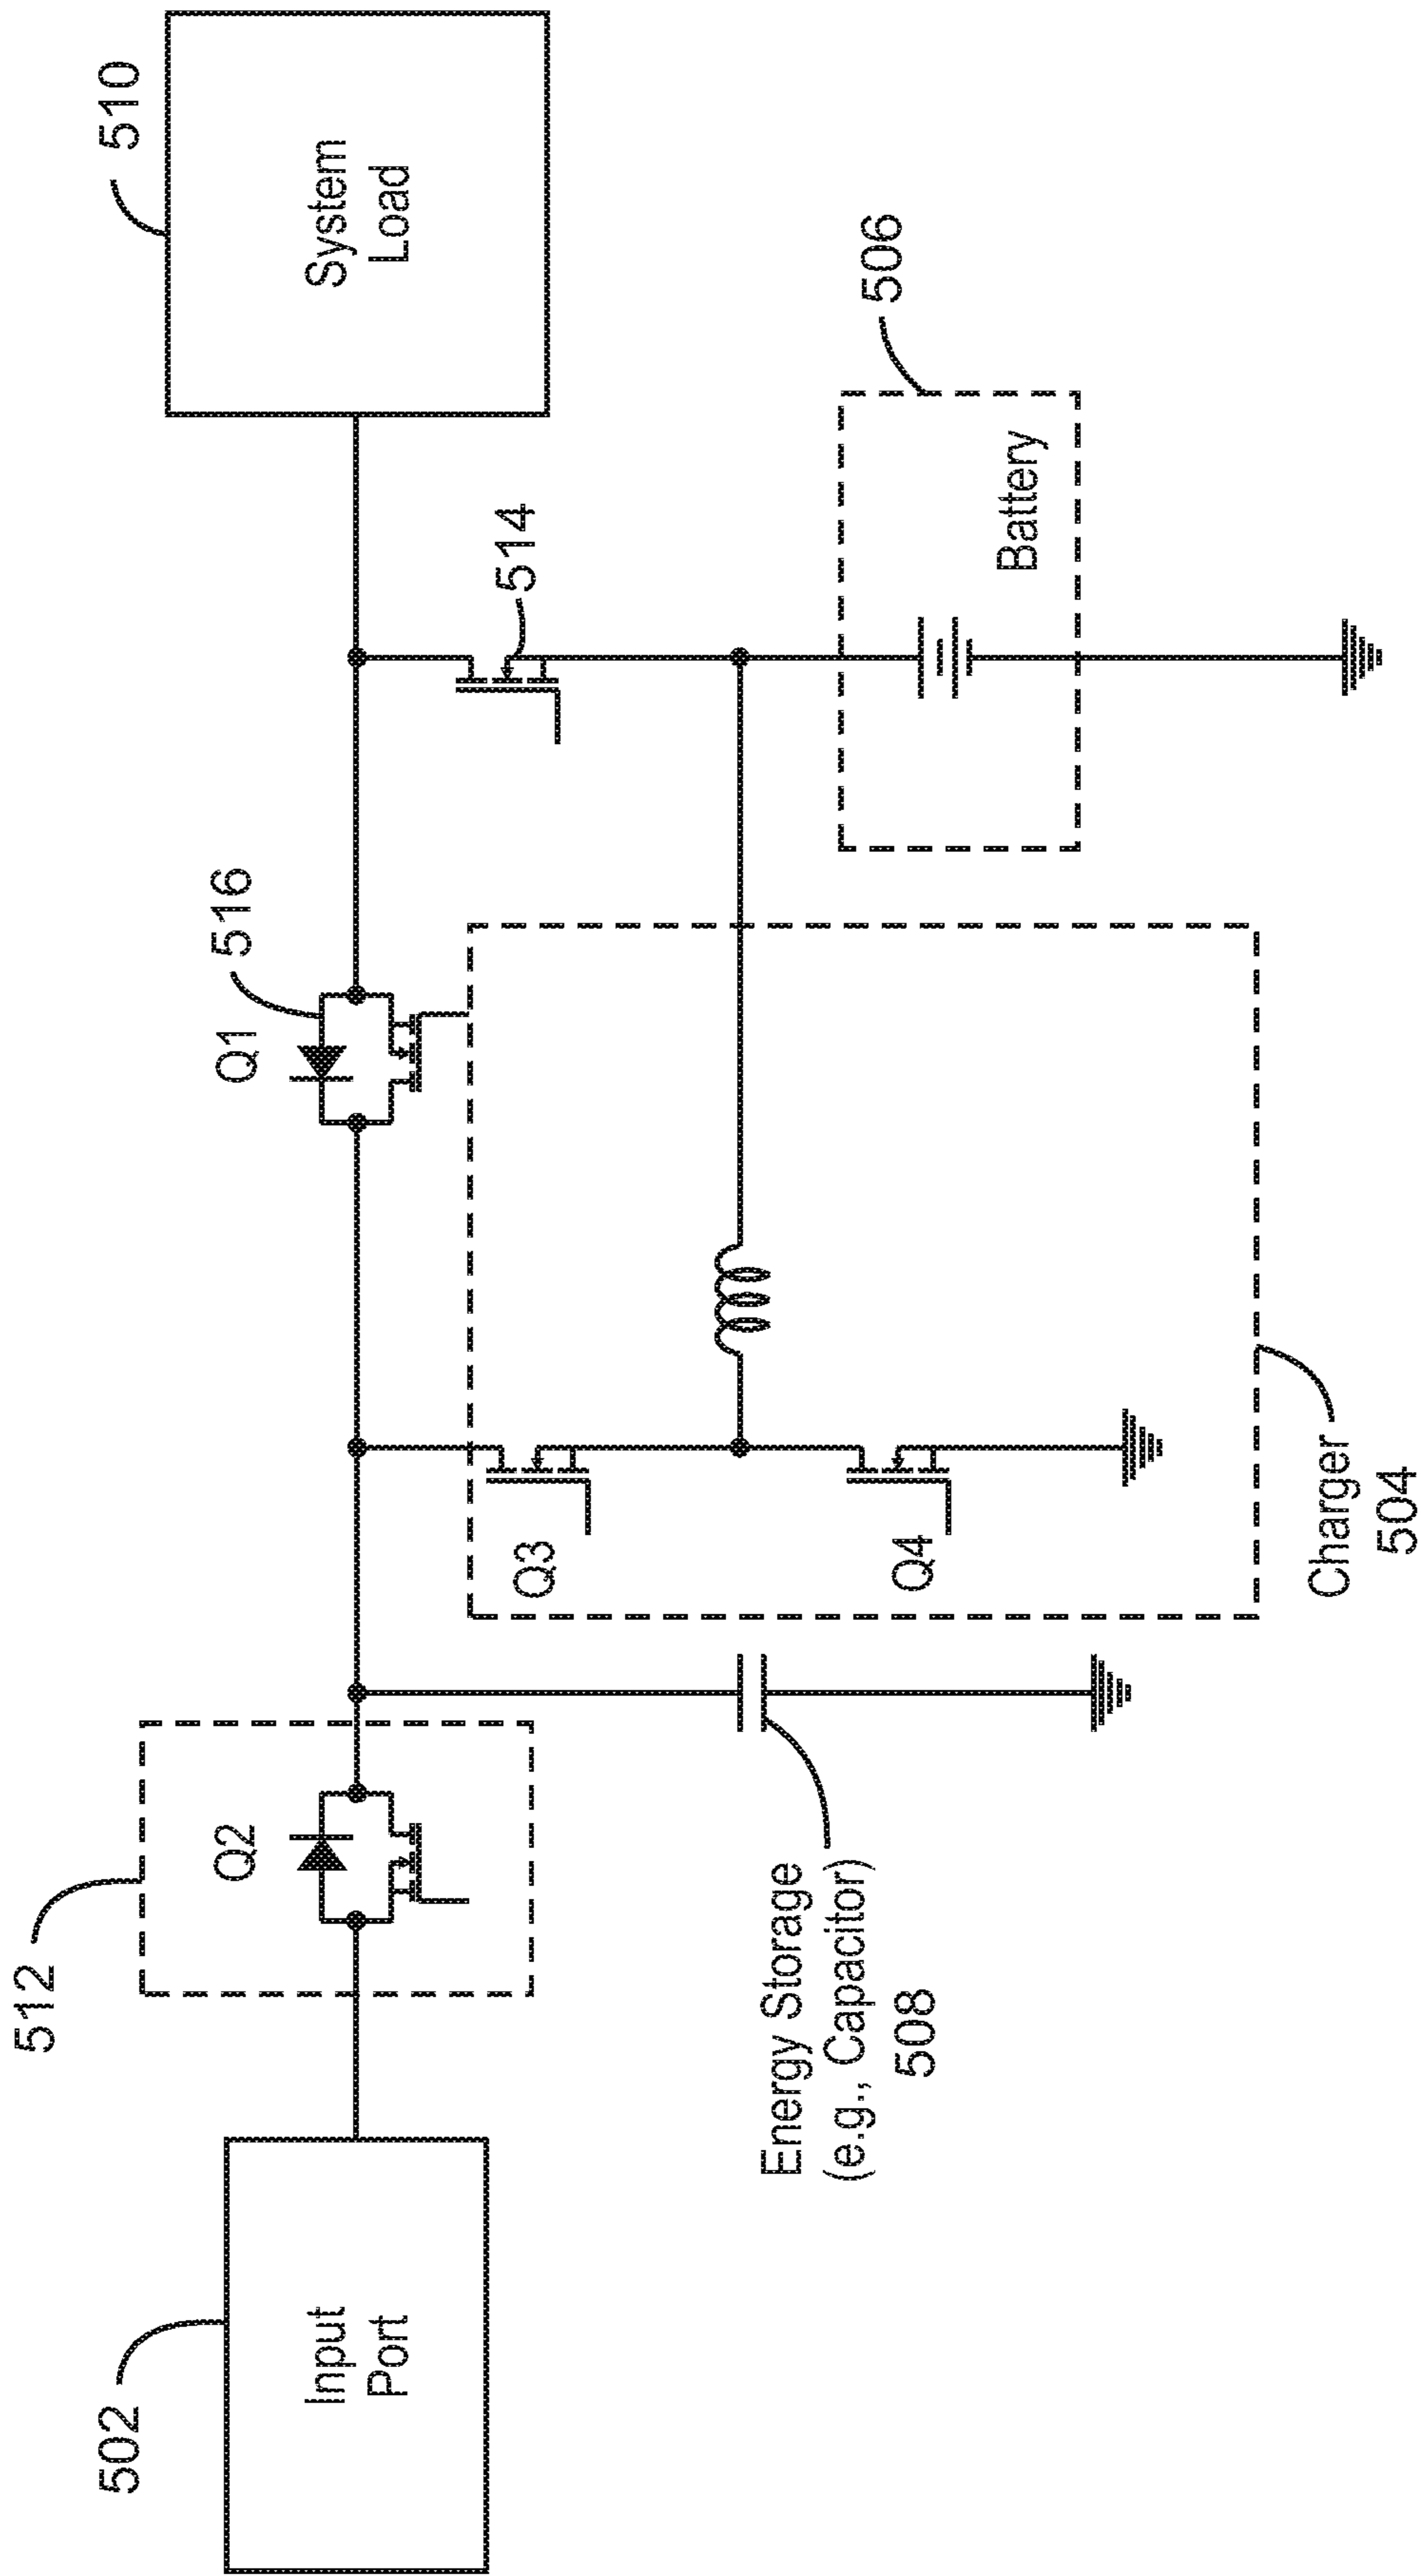 512
502
Input
Port
Q2
Energy Storage
(e.g., Capacitor)
508
Q1
516
Q3
Q4
Charger
504
514
Battery
506
510
System
Load